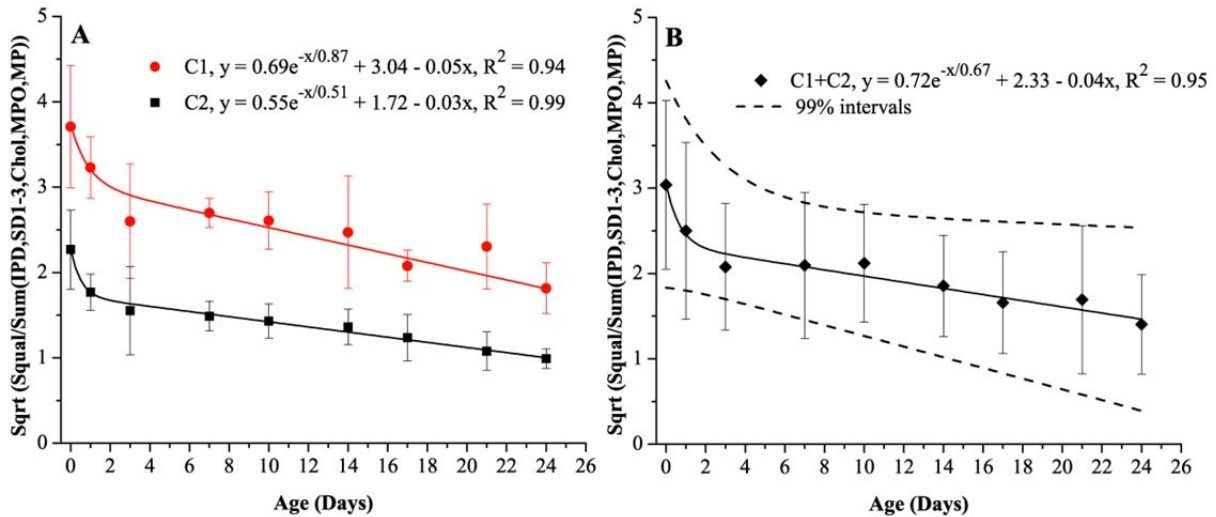 A
C1, y = 0.69e^-x/0.87 + 3.04 - 0.05x, R^2 = 0.94
C2, y = 0.55e^-x/0.51 + 1.72 - 0.03x, R^2 = 0.99
Sqrt (Squal/Sum(IPD,SD1-3,Chol,MPO,MP))
5
4
3
2
1
0
0 2 4 6 8 10 12 14 16 18 20 22 24 26
Age (Days)
B
C1+C2, y = 0.72e^-x/0.67 + 2.33 - 0.04x, R^2 = 0.95
99% intervals
Sqrt (Squal/Sum(IPD,SD1-3,Chol,MPO,MP))
5
4
3
2
1
0
0 2 4 6 8 10 12 14 16 18 20 22 24 26
Age (Days)